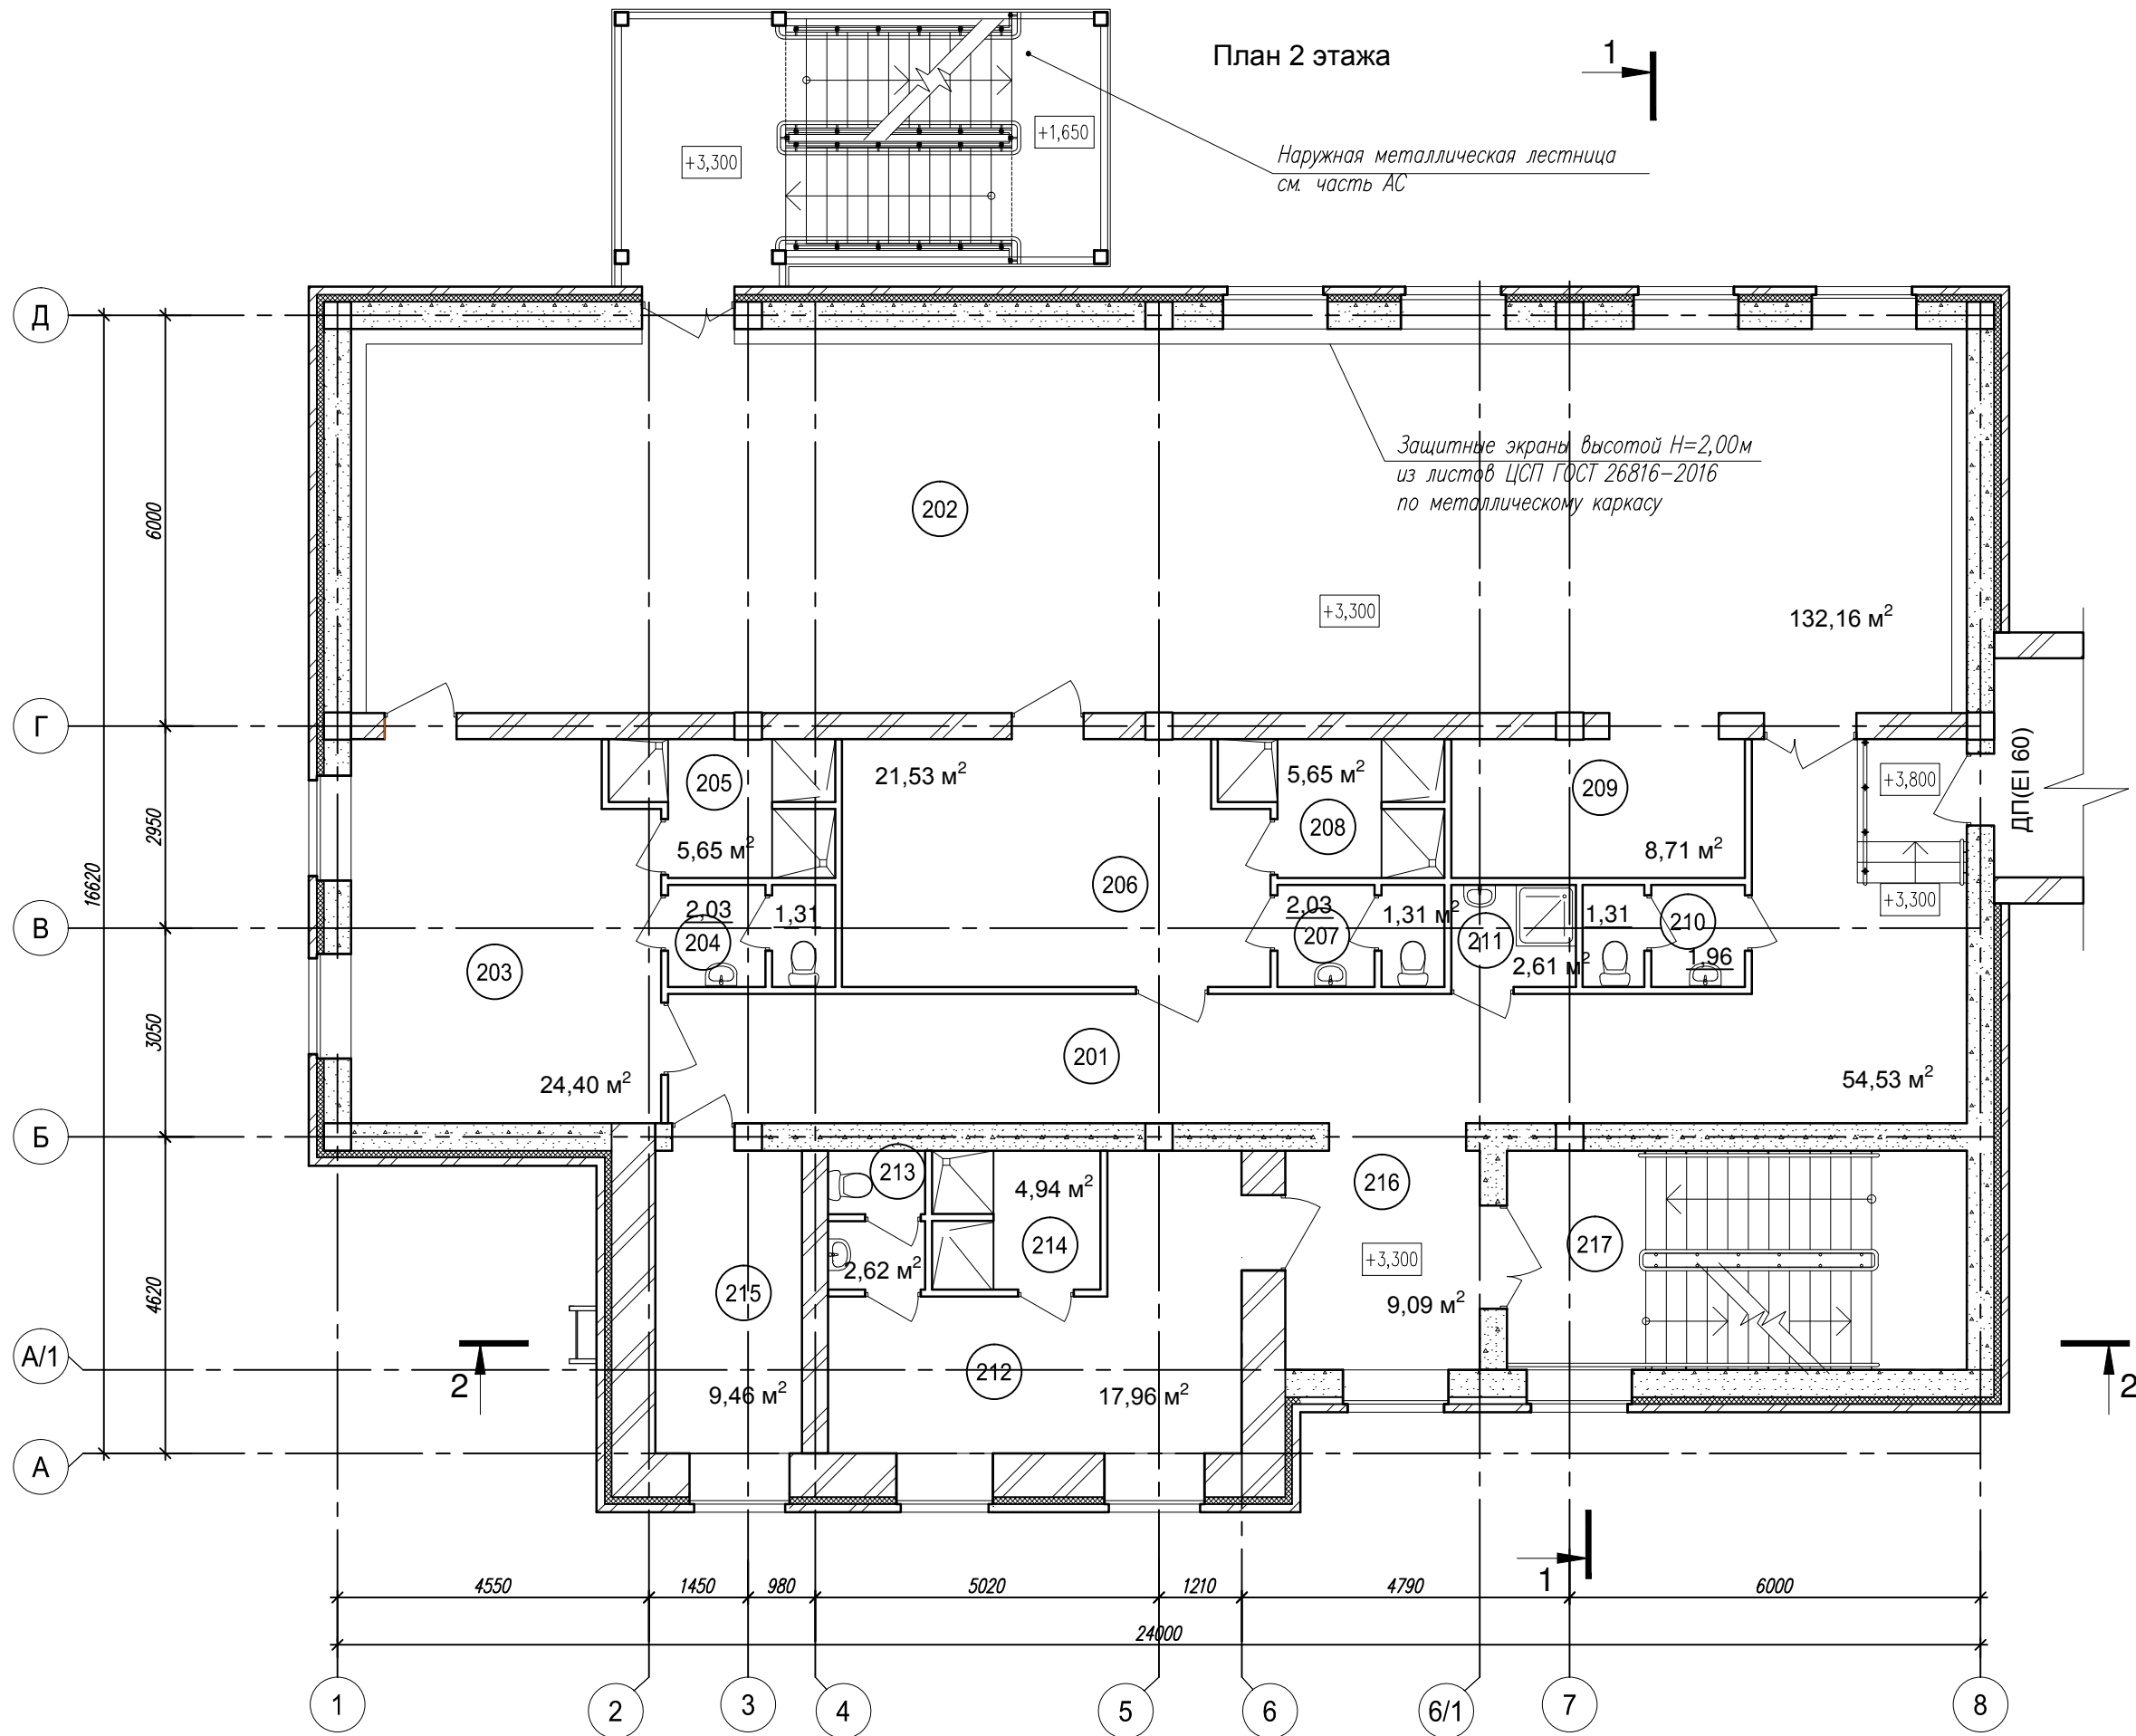 План 2 этажа
1
+1,650
+3,300
Наружная металлическая лестница
см. часть АС
Д
Защитные экраны высотой Н=2,00м
из листов ЦСП ГОСТ 26816-2016
по металлическому каркасу
202
6000
+3,300
132,16 м²
Г
ДП(EI 60)
205
21,53 м²
5,65 м²
209
+3,800
208
2950
5,65 м²
8,71 м²
206
16620
+3,300
2,03
1,31
2,03
1,31 м²
1,31
210
В
204
207
211
203
2,61 м²
1,96
3050
201
24,40 м²
54,53 м²
Б
213
4,94 м²
216
214
217
2,62 м²
+3,300
215
4620
9,09 м²
А/1
212
2
9,46 м²
17,96 м²
2
А
1
4550
1450
980
5020
1210
4790
6000
24000
1
2
3
4
5
6
6/1
7
8